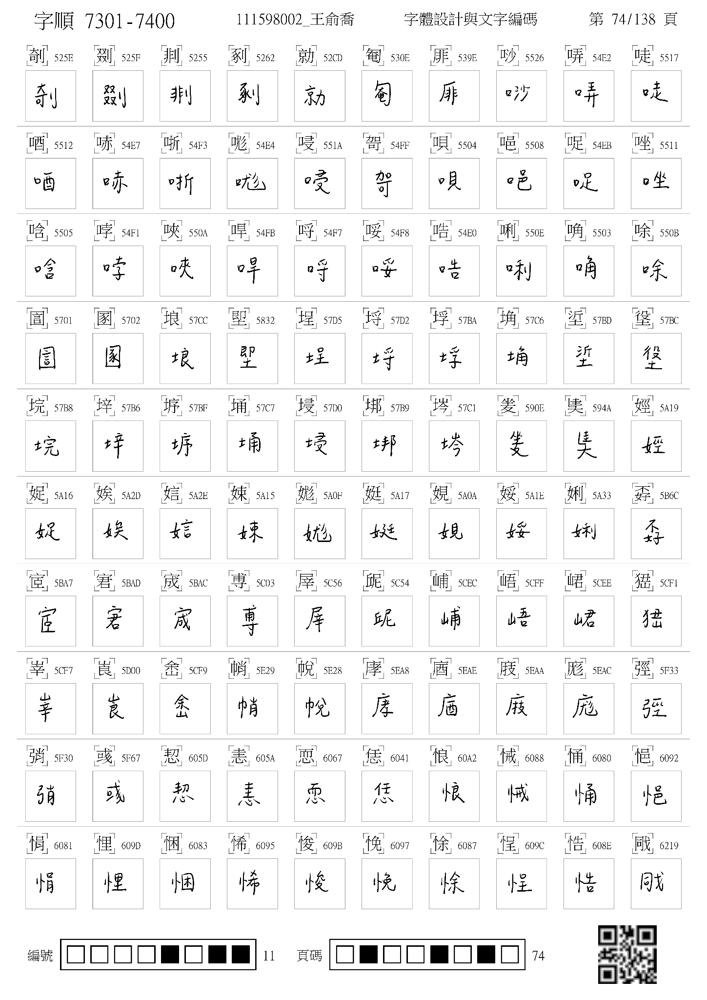 字順 7301-7400 111598002_王俞喬 字體設計與文字編碼 第 74/138 頁
剞 525E 剟 525F 剕 5255 剢 5262 勍 52CD 匎 530E 厞 539E 唦 5526 哢 54E2 唗 5517
剞 剟 剕 剢 勍 匎 厞 唦 哢 唗
唒 5512 哧 54E7 哳 54F3 哤 54E4 唚 551A 哿 54FF 唄 5504 唈 5508 哫 54EB 唑 5511
唒 哧 哳 哤 唚 哿 唄 唈 哫 唑
唅 5505 哱 54F1 唊 550A 哻 54FB 哷 54F7 哸 54F8 哠 54E0 唎 550E 唃 5503 唋 550B
唅 哱 唊 哻 哷 哸 哠 唎 唃 唋
圁 5701 圂 5702 埌 57CC 堲 5832 埕 57D5 埒 57D2 垺 57BA 埆 57C6 垽 57BD 垼 57BC
圁 圂 埌 堲 埕 埒 垺 埆 垽 垼
垸 57B8 垶 57B6 垿 57BF 埇 57C7 埐 57D0 垹 57B9 埁 57C1 夎 590E 奊 594A 娙 5A19
垸 垶 垿 埇 埐 垹 埁 夎 奊 娙
娖 5A16 娭 5A2D 娮 5A2E 娕 5A15 娏 5A0F 娗 5A17 娊 5A0A 娞 5A1E 娳 5A33 孬 5B6C
娖 娭 娮 娕 娏 娗 娊 娞 娳 孬
宧 5BA7 宭 5BAD 宬 5BAC 尃 5C03 屖 5C56 屔 5C54 峬 5CEC 峿 5CFF 峮 5CEE 峱 5CF1
宧 宭 宬 尃 屖 屔 峬 峿 峮 峱
峷 5CF7 崀 5D00 峹 5CF9 帩 5E29 帨 5E28 庨 5EA8 庮 5EAE 庪 5EAA 庬 5EAC 弳 5F33
峷 崀 峹 帩 帨 庨 庮 庪 庬 弳
弰 5F30 彧 5F67 恝 605D 恚 605A 恧 6067 恁 6041 悢 60A2 悈 6088 悀 6080 悒 6092
弰 彧 恝 恚 恧 恁 悢 悈 悀 悒
悁 6081 悝 609D 悃 6083 悕 6095 悛 609B 悗 6097 悇 6087 悜 609C 悎 608E 戙 6219
悁 悝 悃 悕 悛 悗 悇 悜 悎 戙
編號 11 頁碼 74